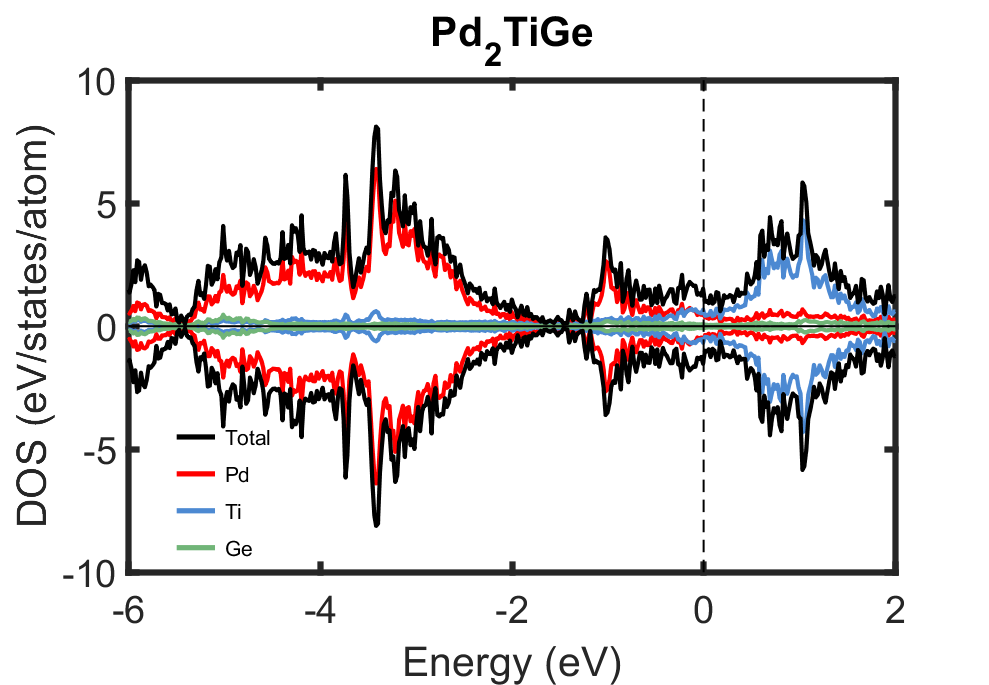 Pd2TiGe
DOS (eV/states/atom)
10
5
0
-5
-10
Total
Pd
Ti
Ge
-6 -4 -2 0 2
Energy (eV)